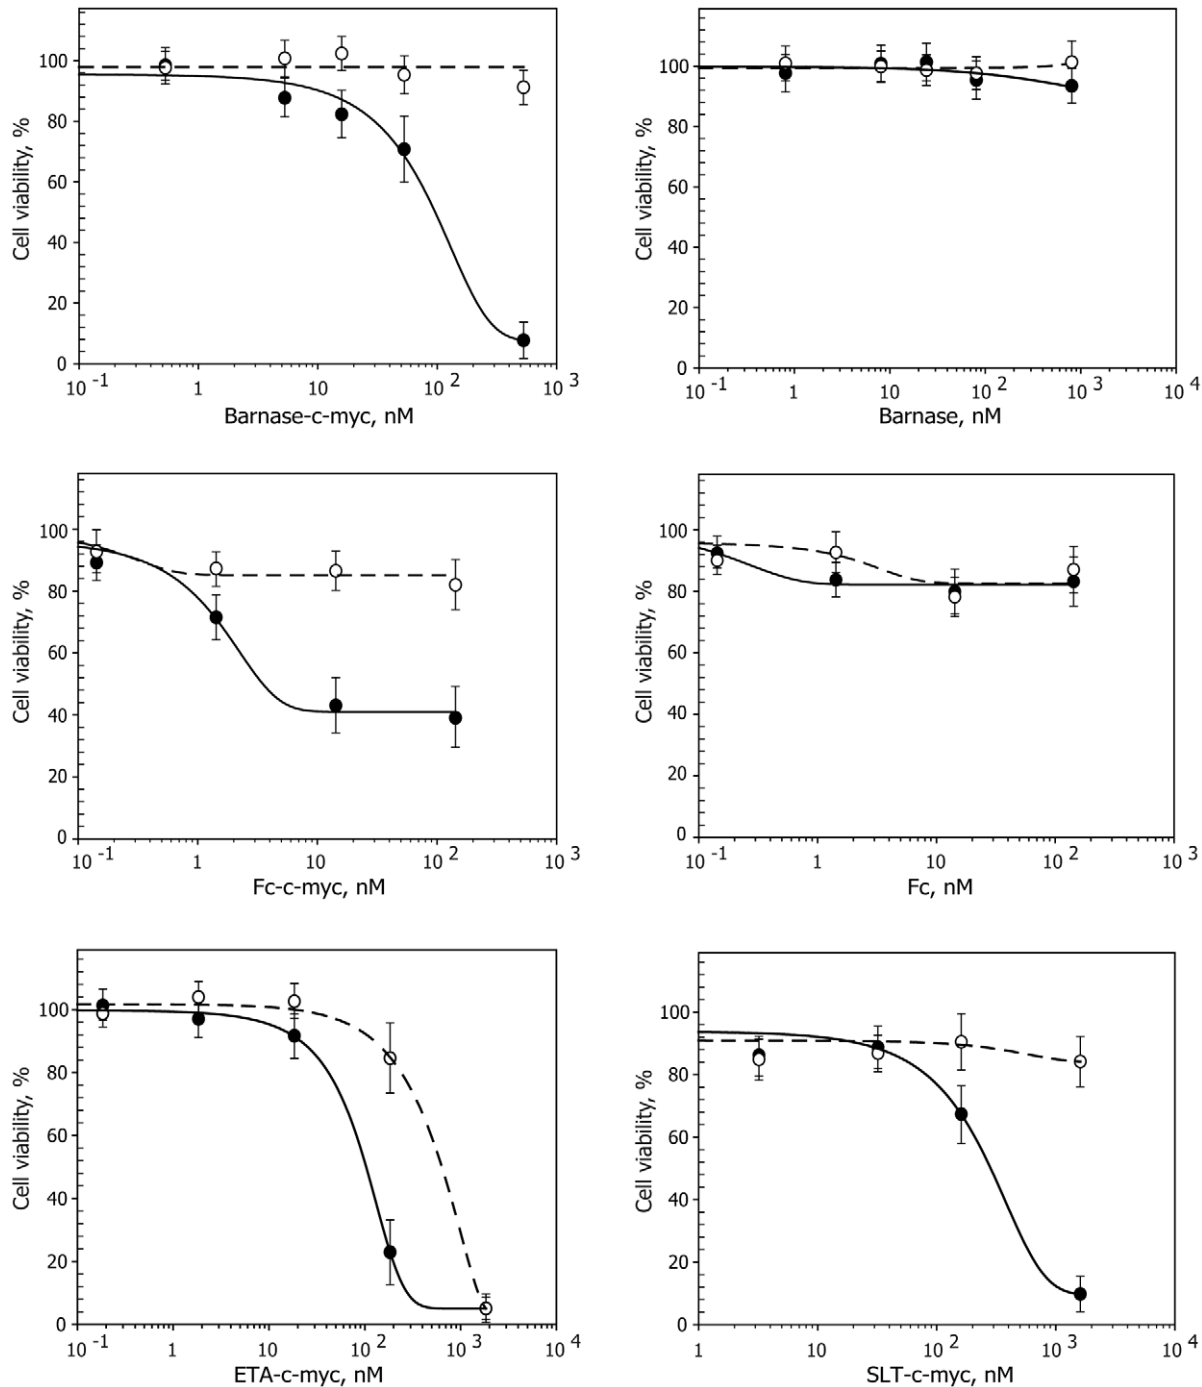 Cell viability, %
100
80
60
40
20
0
10 -1 1 10 10 2 10 3
Barnase-c-myc, nM
Cell viability, %
100
80
60
40
20
0
10 -1 1 10 10 2 10 3 10 4
Barnase, nM
Cell viability, %
100
80
60
40
20
0
10 -1 1 10 10 2 10 3
Fc-c-myc, nM
Cell viability, %
100
80
60
40
20
0
10 -1 1 10 10 2 10 3
Fc, nM
Cell viability, %
100
80
60
40
20
0
10 -1 1 10 10 2 10 3 10 4
ETA-c-myc, nM
Cell viability, %
100
80
60
40
20
0
1 10 10 2 10 3 10 4
SLT-c-myc, nM